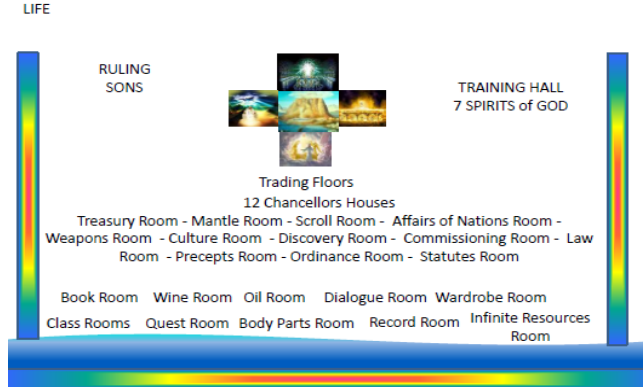 LIFE
RULING
SONS
TRAINING HALL
7 SPIRITS of GOD
Trading Floors
12 Chancellors Houses
Treasury Room - Mantle Room - Scroll Room - Affairs of Nations Room -
Weapons Room - Culture Room - Discovery Room - Commissioning Room - Law
Room - Precepts Room - Ordinance Room - Statutes Room
Book Room Wine Room Oil Room Dialogue Room Wardrobe Room
Class Rooms Quest Room Body Parts Room Record Room Infinite Resources
Room